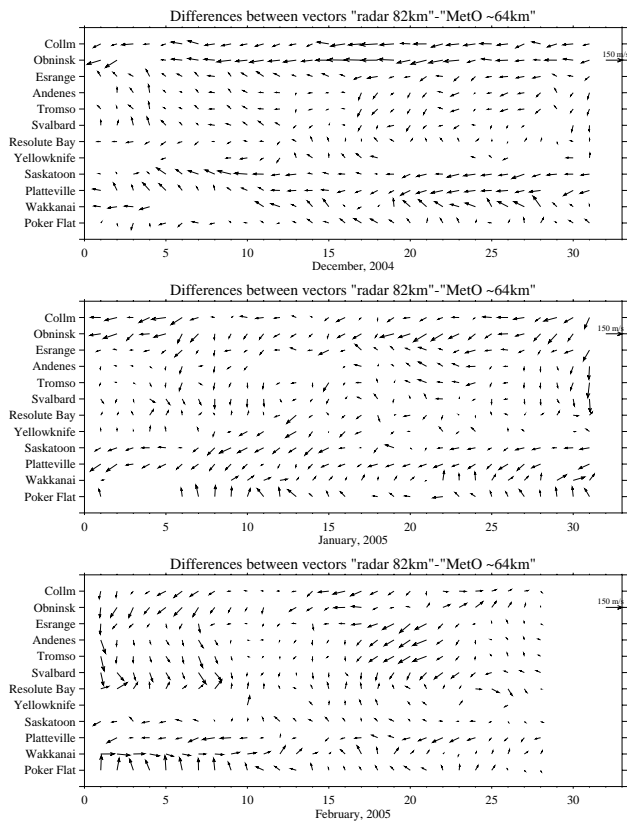 Differences between vectors "radar 82km"-"MetO ~64km"
Collm
Obninsk
150 m/s
Esrange
Andenes
Tromso
Svalbard
Resolute Bay
Yellowknife
Saskatoon
Platteville
Wakkanai
Poker Flat
0 5 10 15 20 25 30
December, 2004
Differences between vectors "radar 82km"-"MetO ~64km"
Collm
Obninsk
150 m/s
Esrange
Andenes
Tromso
Svalbard
Resolute Bay
Yellowknife
Saskatoon
Platteville
Wakkanai
Poker Flat
0 5 10 15 20 25 30
January, 2005
Differences between vectors "radar 82km"-"MetO ~64km"
Collm
Obninsk
150 m/s
Esrange
Andenes
Tromso
Svalbard
Resolute Bay
Yellowknife
Saskatoon
Platteville
Wakkanai
Poker Flat
0 5 10 15 20 25 30
February, 2005